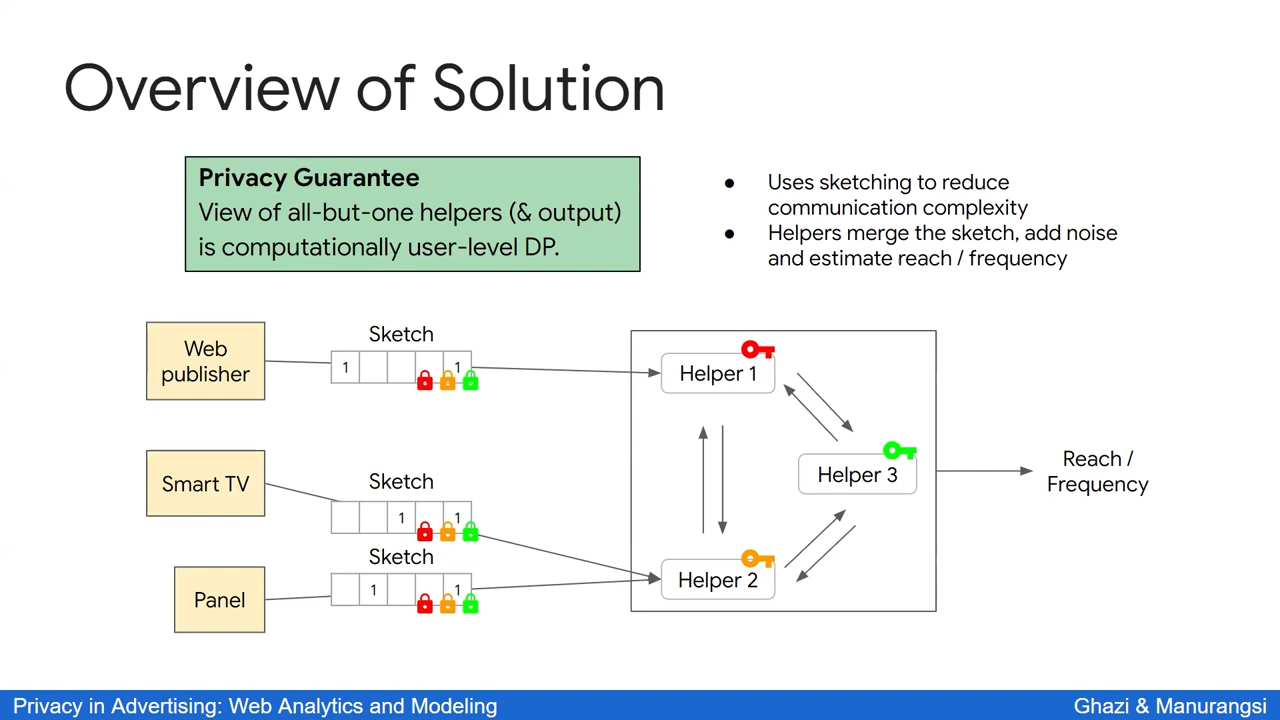 Overview of Solution
Privacy Guarantee
View of all-but-one helpers (& output)
is computationally user-level DP.
● Uses sketching to reduce
communication complexity
● Helpers merge the sketch, add noise
and estimate reach / frequency
Web
publisher
Sketch
1 1
Helper 1
Smart TV
Sketch
1 1
Helper 3
Reach /
Frequency
Panel
Sketch
1 1
Helper 2
Privacy in Advertising: Web Analytics and Modeling
Ghazi & Manurangsi